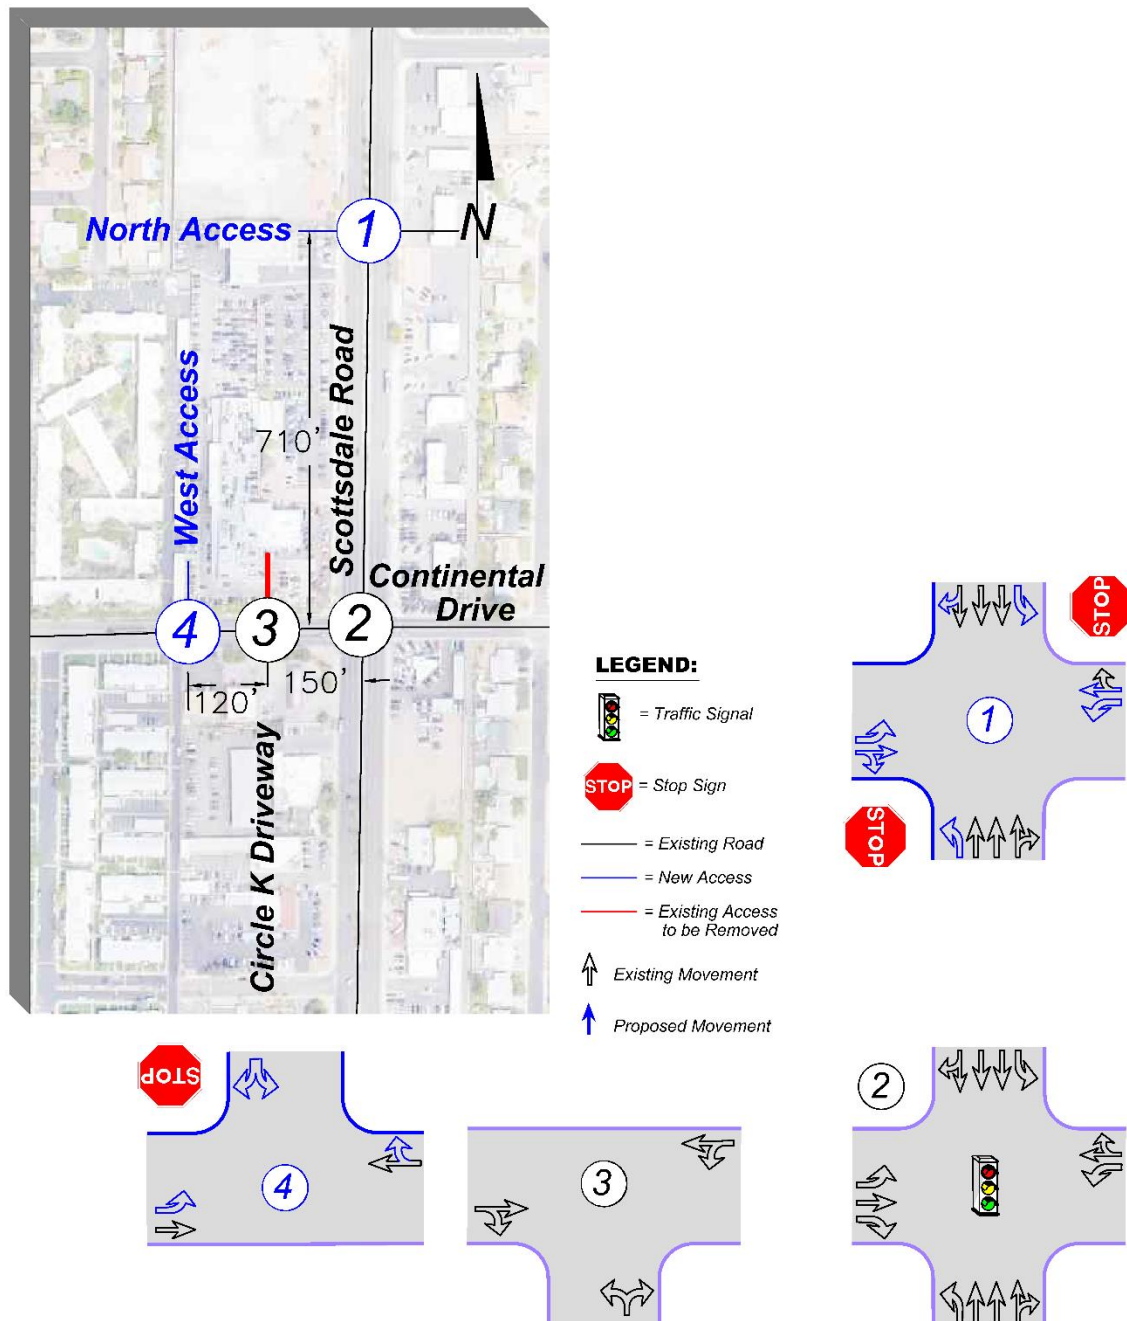 North Access
1
N
West Access
710'
Scottsdale Road
Continental
Drive
4
3
2
120'
150'
Circle K Driveway
LEGEND:
= Traffic Signal
STOP
= Stop Sign
= Existing Road
= New Access
= Existing Access
to be Removed
Existing Movement
Proposed Movement
STOP
1
STOP
STOP
4
3
2